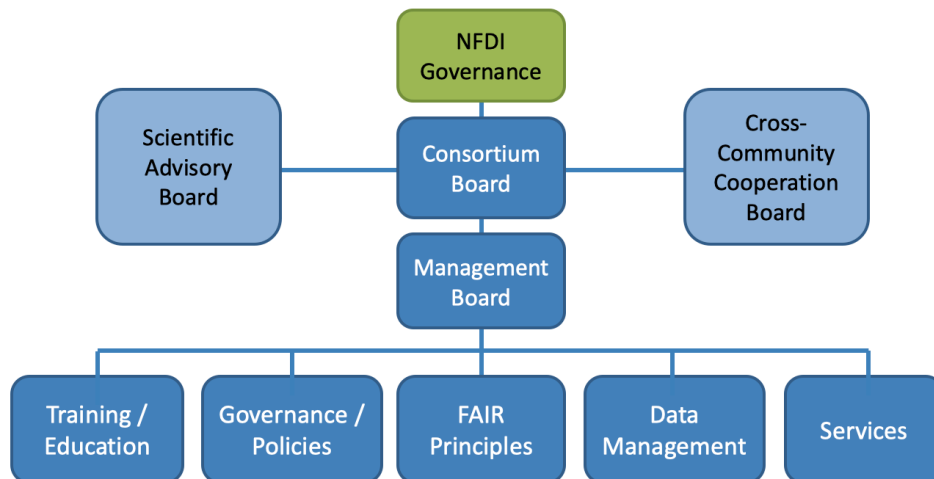 NFDI
Governance
Scientific
Advisory
Board
Consortium
Board
Cross-
Community
Cooperation
Board
Management
Board
Training /
Education
Governance /
Policies
FAIR
Principles
Data
Management
Services